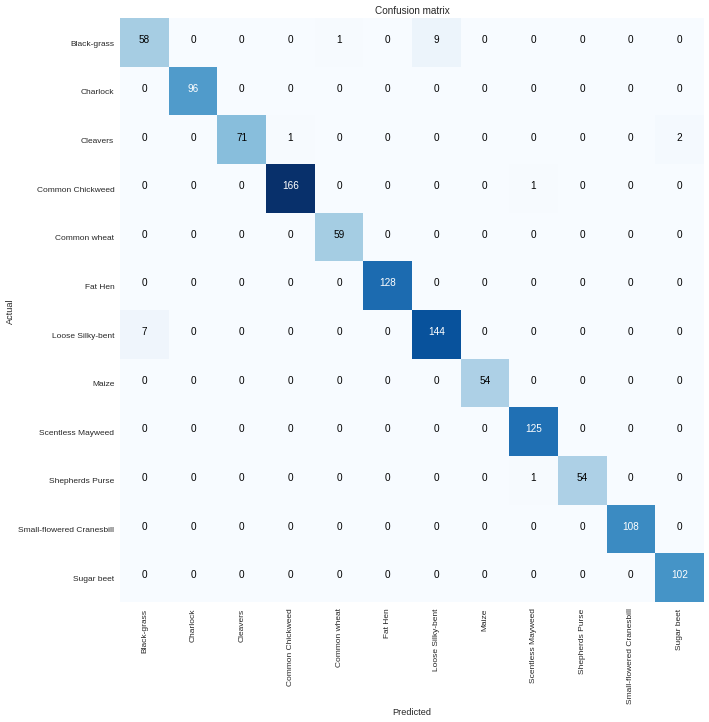 Confusion matrix
Black-grass 58 0 0 0 1 0 9 0 0 0 0 0
Charlock 0 96 0 0 0 0 0 0 0 0 0 0
Cleavers 0 0 71 1 0 0 0 0 0 0 0 2
Common Chickweed 0 0 0 166 0 0 0 0 1 0 0 0
Common wheat 0 0 0 0 59 0 0 0 0 0 0 0
Fat Hen 0 0 0 0 0 128 0 0 0 0 0 0
Actual
Loose Silky-bent 7 0 0 0 0 0 144 0 0 0 0 0
Maize 0 0 0 0 0 0 0 54 0 0 0 0
Scentless Mayweed 0 0 0 0 0 0 0 0 125 0 0 0
Shepherds Purse 0 0 0 0 0 0 0 0 1 54 0 0
Small-flowered Cranesbill 0 0 0 0 0 0 0 0 0 0 108 0
Sugar beet 0 0 0 0 0 0 0 0 0 0 0 102
Black-grass
Charlock
Cleavers
Common Chickweed
Common wheat
Fat Hen
Loose Silky-bent
Maize
Scentless Mayweed
Shepherds Purse
Small-flowered Cranesbill
Sugar beet
Predicted